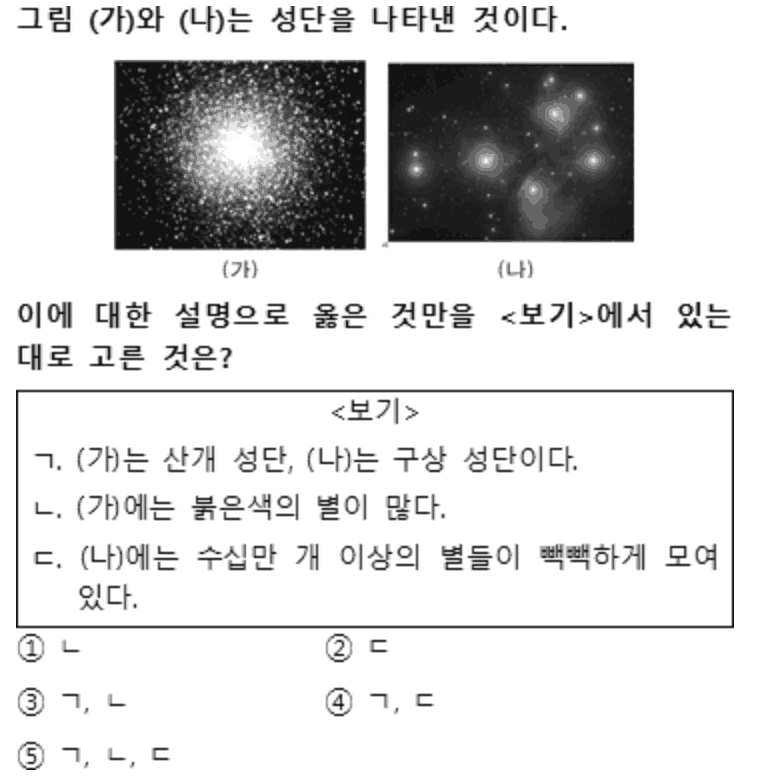 그림 (가)와 (나)는 성단을 나타낸 것이다.
(가)
(나)
이에 대한 설명으로 옳은 것만을 <보기>에서 있는
대로 고른 것은?
<보기>
ㄱ. (가)는 산개 성단, (나)는 구상 성단이다.
ㄴ. (가)에는 붉은색의 별이 많다.
ㄷ. (나)에는 수십만 개 이상의 별들이 빽빽하게 모여
있다.
① ㄴ
② ㄷ
③ ㄱ, ㄴ
④ ㄱ, ㄷ
⑤ ㄱ, ㄴ, ㄷ